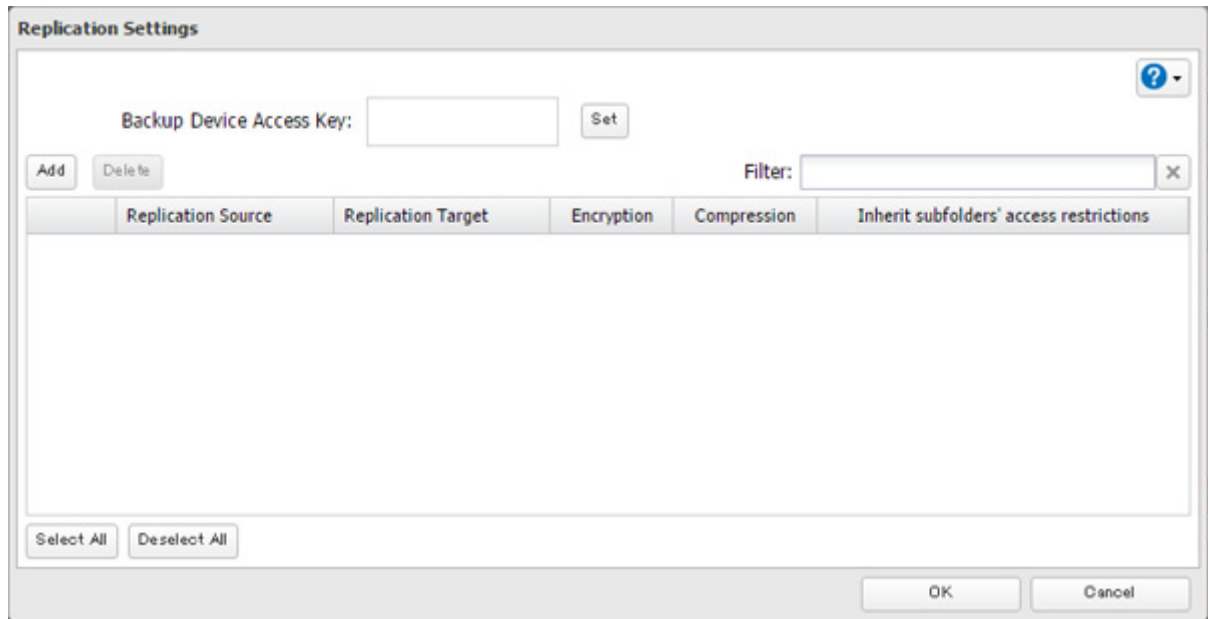 Replication Settings
?
Backup Device Access Key: Set
Add Delete Filter:
Replication Source Replication Target Encryption Compression Inherit subfolders' access restrictions
Select All Deselect All
OK Cancel